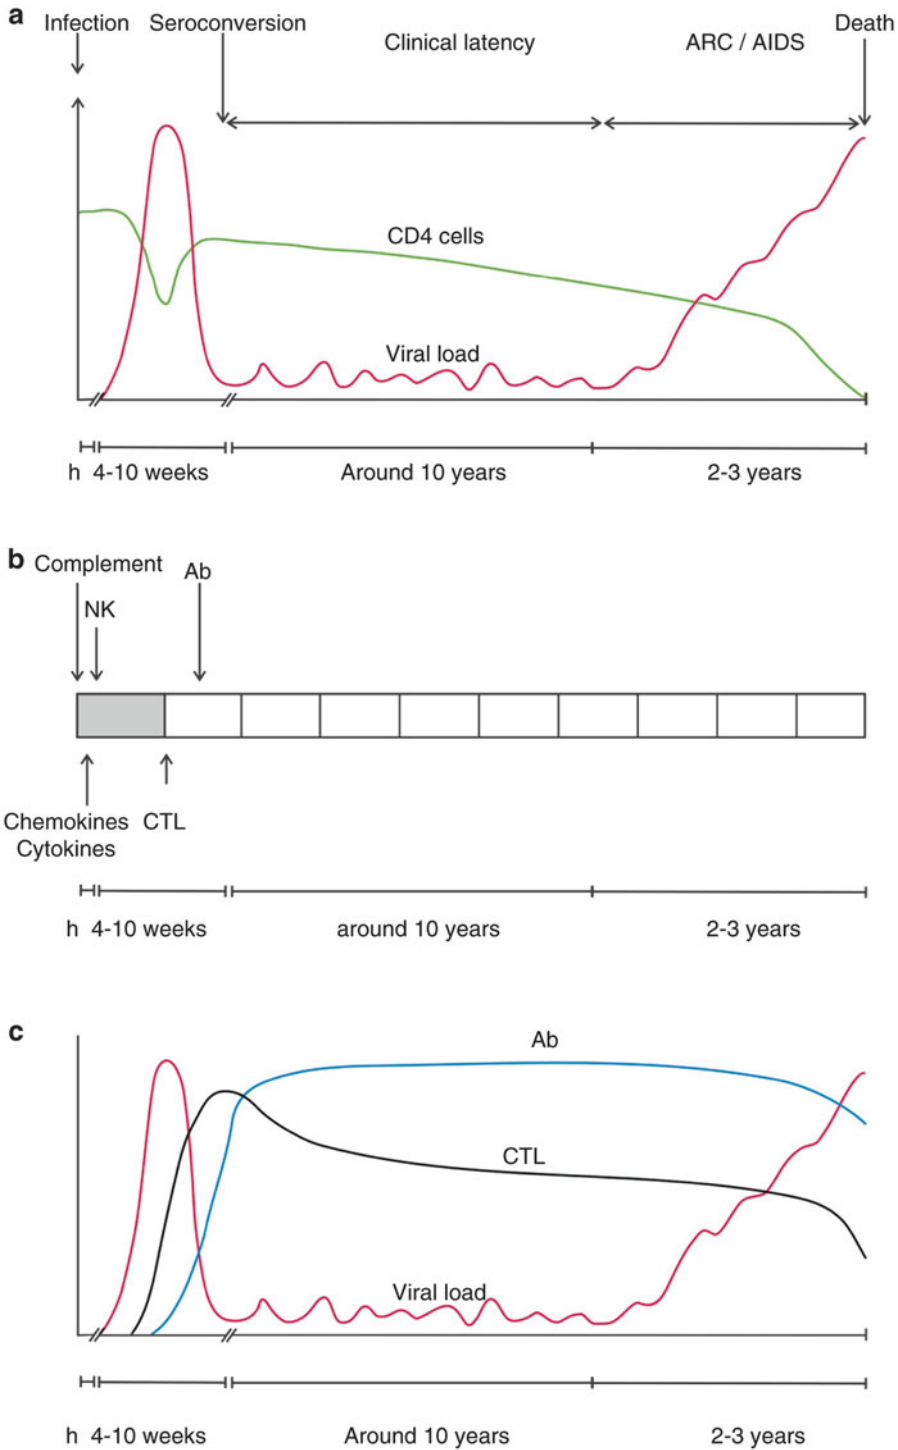 a
Infection Seroconversion Death
Clinical latency ARC / AIDS
CD4 cells
Viral load
h 4-10 weeks Around 10 years 2-3 years
b
Complement Ab
NK
Chemokines CTL
Cytokines
h 4-10 weeks around 10 years 2-3 years
c
Ab
CTL
Viral load
h 4-10 weeks Around 10 years 2-3 years